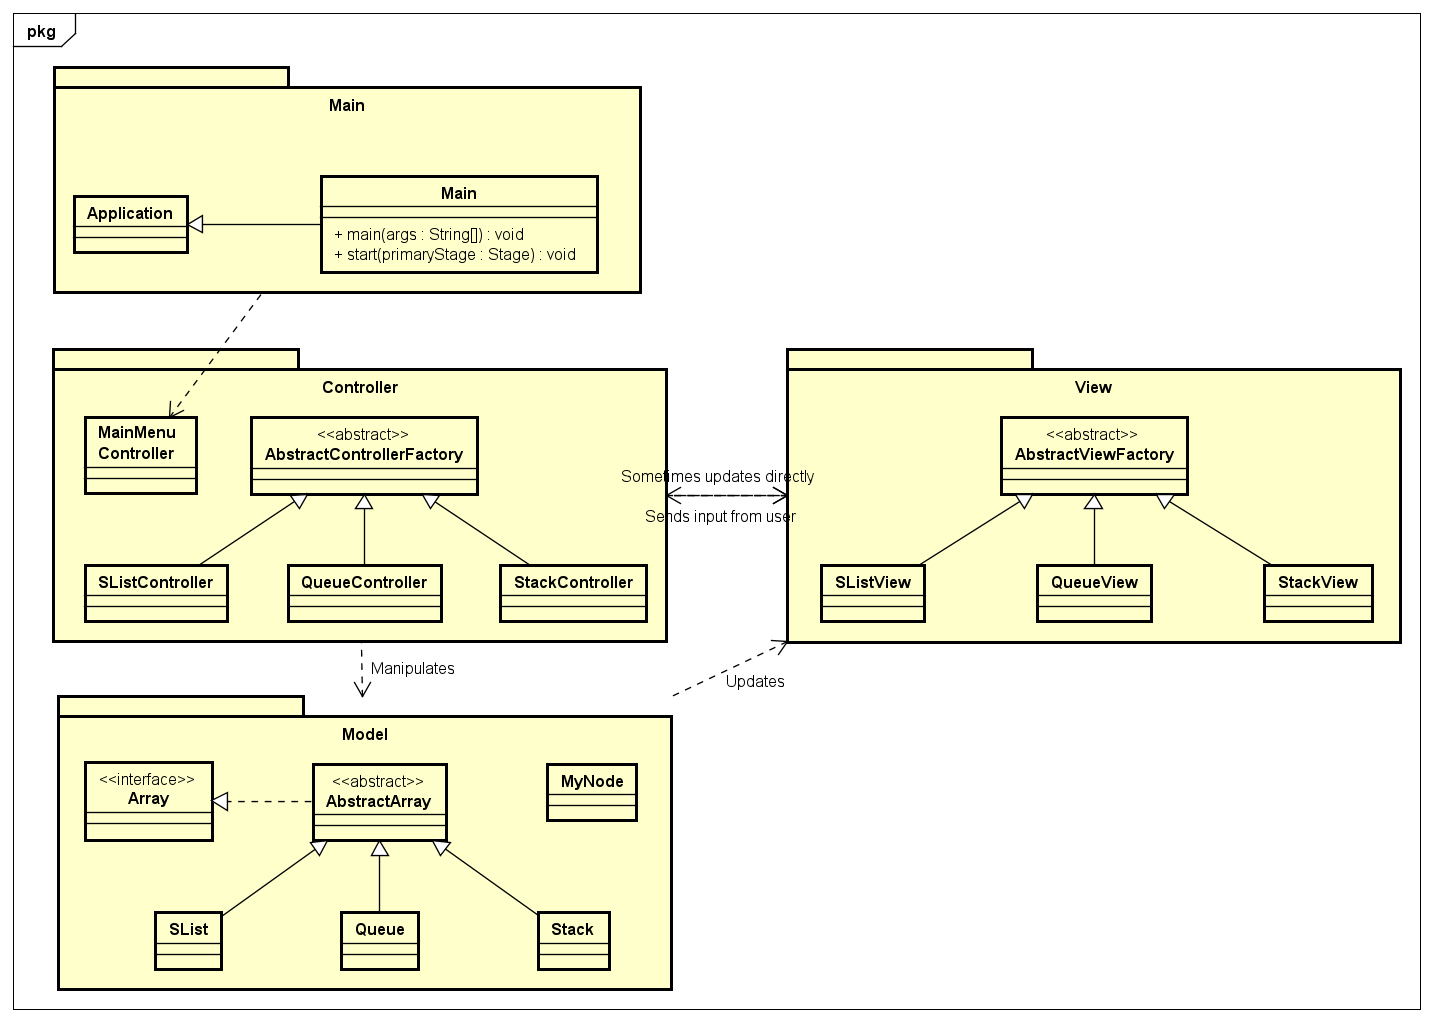 pkg
Main
Application
Main
+ main(args : String[]) : void
+ start(primaryStage : Stage) : void
Controller
MainMenu
Controller
<<abstract>>
AbstractControllerFactory
SListController
QueueController
StackController
Sometimes updates directly
Sends input from user
View
<<abstract>>
AbstractViewFactory
SListView
QueueView
StackView
Manipulates
Updates
Model
<<interface>>
Array
<<abstract>>
AbstractArray
MyNode
SList
Queue
Stack